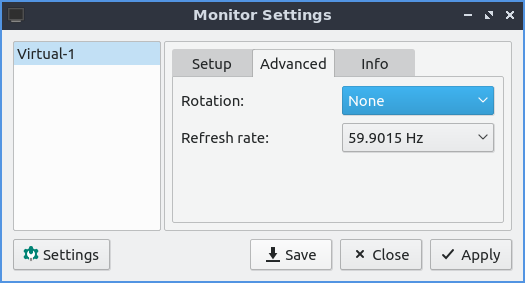 Monitor Settings
Virtual-1
Setup Advanced Info
Rotation: None
Refresh rate: 59.9015 Hz
Settings Save Close Apply